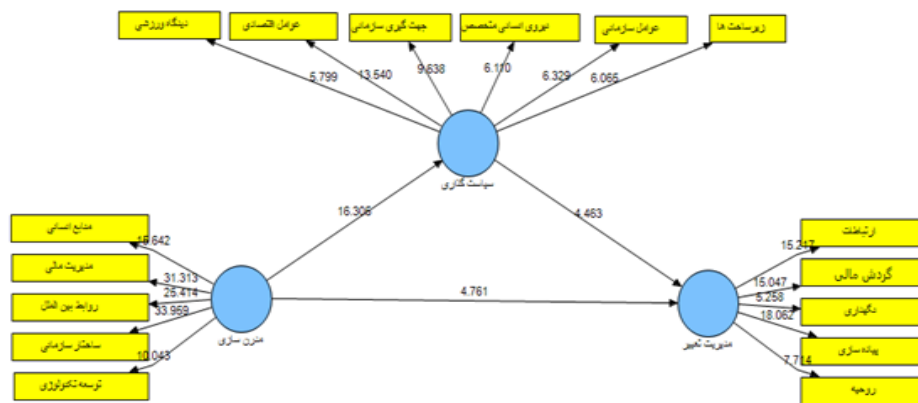 دیدگاه ورزشی
عوامل اقتصادی
جهت گیری سازمانی
نیروی انسانی متخصص
عوامل سازمانی
زیرساخت ها
5.799
13.540
9.638
6.110
6.329
6.065
سیاست گذاری
16.306
4.463
منابع انسانی
15.642
مدیریت مالی
31.313
روابط بین الملل
25.414
ساختار سازمانی
33.959
توسعه تکنولوژی
10.043
مدرن سازی
4.761
مدیریت تغییر
ارتباطات
15.217
گردش مالی
15.047
نگهداری
5.258
پیاده سازی
18.062
روحیه
7.714